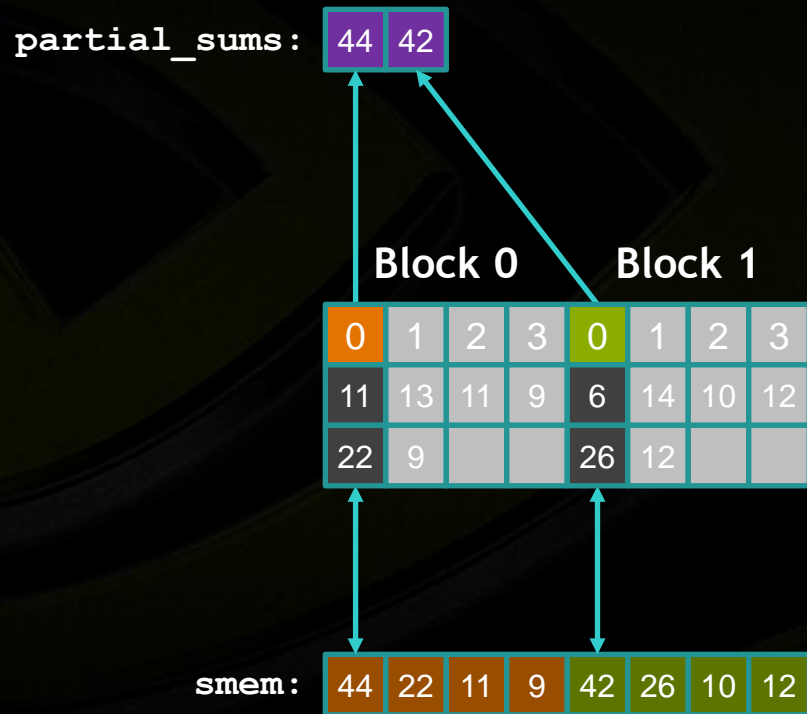 partial_sums: 44 42
Block 0 Block 1
0 1 2 3 0 1 2 3
11 13 11 9 6 14 10 12
22 9 26 12
smem: 44 22 11 9 42 26 10 12